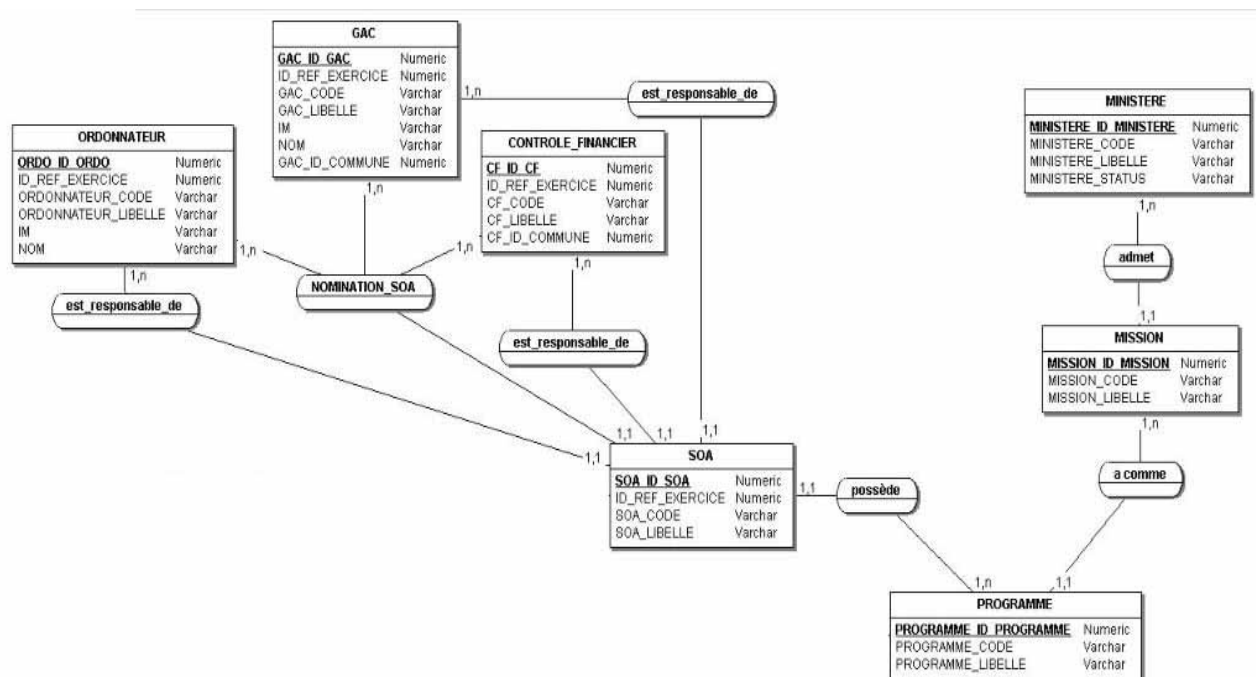 GAC
GAC_ID_GAC Numeric
ID_REF_EXERCICE Numeric
GAC_CODE Varchar
GAC_LIBELLE Varchar
IM Varchar
NOM Varchar
GAC_ID_COMMUNE Numeric
1,n
est_responsable_de
1,n
ORDONNATEUR
ORDO_ID_ORDO Numeric
ID_REF_EXERCICE Numeric
ORDONNATEUR_CODE Varchar
ORDONNATEUR_LIBELLE Varchar
IM Varchar
NOM Varchar
1,n
1,n
est_responsable_de
1,1
CONTROLE_FINANCIER
CF_ID_CF Numeric
ID_REF_EXERCICE Numeric
CF_CODE Varchar
CF_LIBELLE Varchar
CF_ID_COMMUNE Numeric
1,n
1,n
NOMINATION_SOA
est_responsable_de
1,1
1,1
1,1
SOA
SOA_ID_SOA Numeric
ID_REF_EXERCICE Numeric
SOA_CODE Varchar
SOA_LIBELLE Varchar
1,1
possède
1,n
MINISTERE
MINISTERE_ID_MINISTERE Numeric
MINISTERE_CODE Varchar
MINISTERE_LIBELLE Varchar
MINISTERE_STATUS Varchar
1,n
admet
1,1
MISSION
MISSION_ID_MISSION Numeric
MISSION_CODE Varchar
MISSION_LIBELLE Varchar
1,n
a comme
1,1
PROGRAMME
PROGRAMME_ID_PROGRAMME Numeric
PROGRAMME_CODE Varchar
PROGRAMME_LIBELLE Varchar